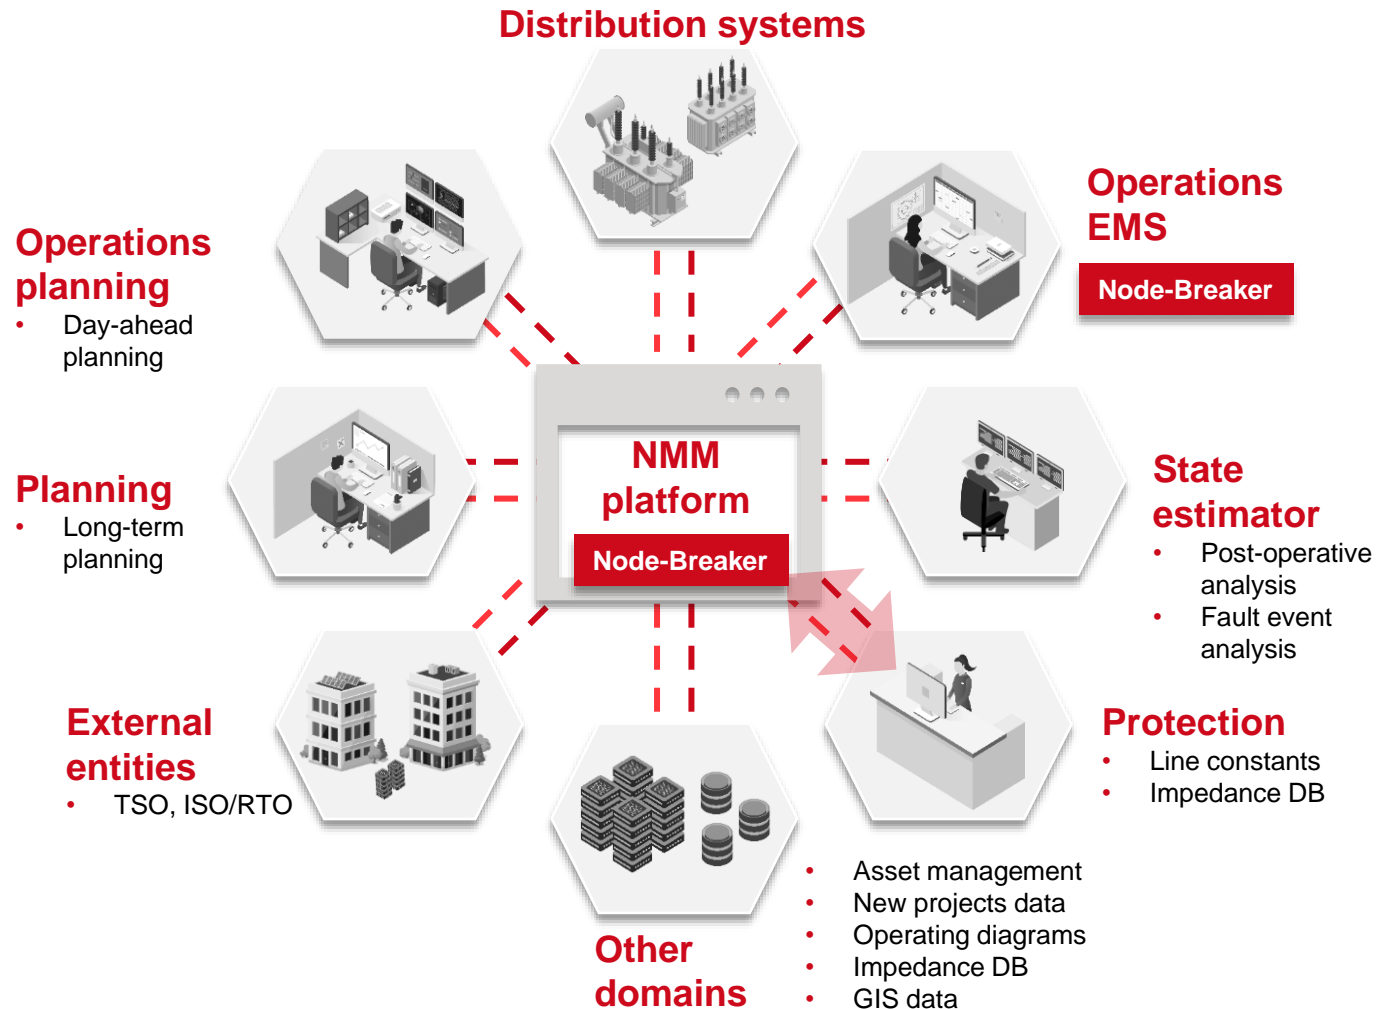 Distribution systems
Operations
EMS
Node-Breaker
Operations
planning
• Day-ahead
planning
NMM
platform
Node-Breaker
Planning
• Long-term
planning
State
estimator
• Post-operative
analysis
• Fault event
analysis
External
entities
• TSO, ISO/RTO
Protection
• Line constants
• Impedance DB
Other
domains
• Asset management
• New projects data
• Operating diagrams
• Impedance DB
• GIS data